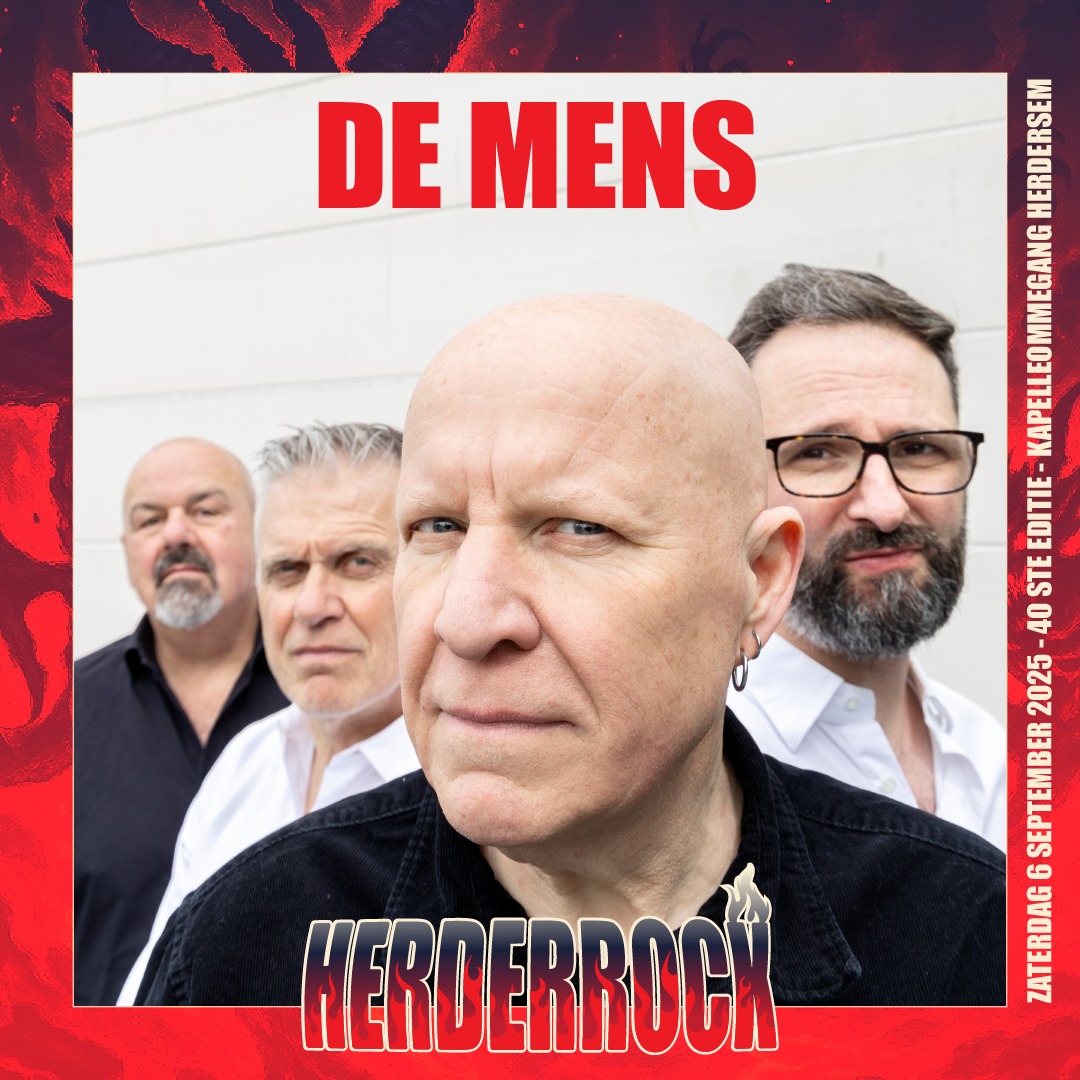 DE MENS
ZATERDAG 6 SEPTEMBER 2025 - 40 STE EDITIE - KAPELLEOMMEGANG HERDERSEM
HERDERROCK